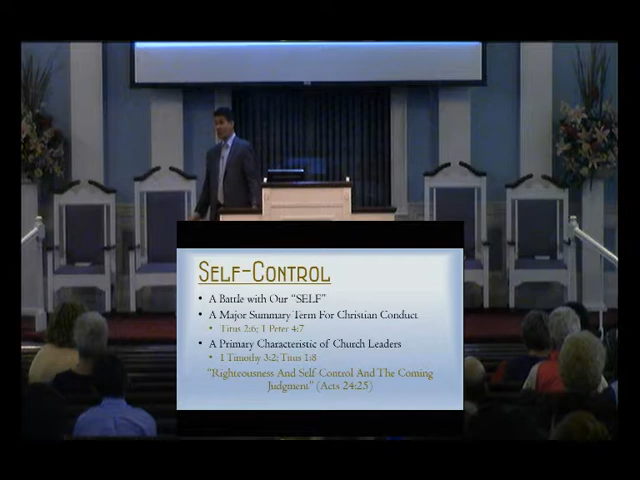 SELF-CONTROL
• A Battle with Our "SELF"
• A Major Summary Term For Christian Conduct
• Titus 2:6; 1 Peter 4:7
• A Primary Characteristic of Church Leaders
• 1 Timothy 3:2; Titus 1:8
"Righteousness And Self Control And The Coming
Judgment" (Acts 24:25)